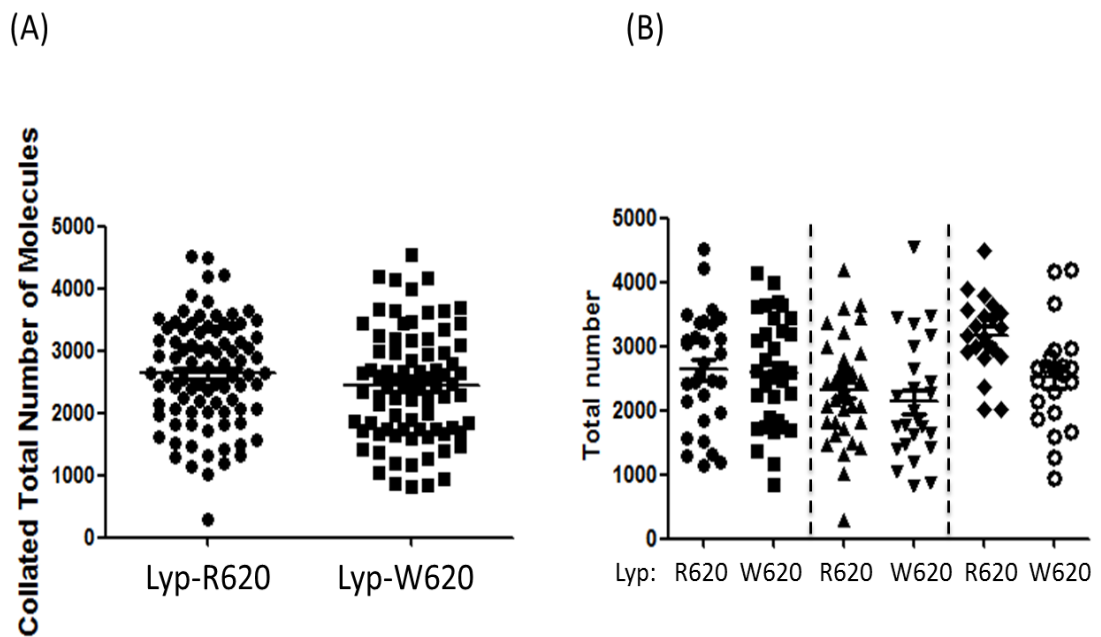 (A)
(B)
Collated Total Number of Molecules
5000
4000
3000
2000
1000
0
Lyp-R620
Lyp-W620
Total number
5000
4000
3000
2000
1000
0
Lyp: R620 W620 R620 W620 R620 W620